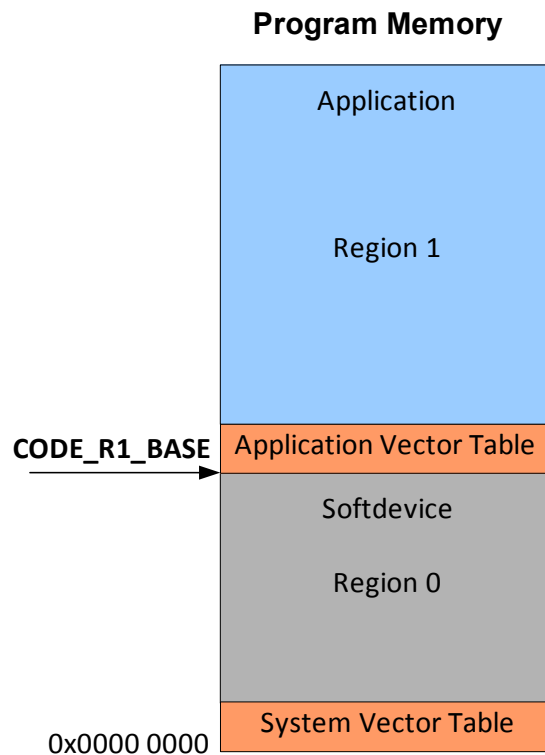 Program Memory
Application
Region 1
Application Vector Table
CODE_R1_BASE
Softdevice
Region 0
System Vector Table
0x0000 0000